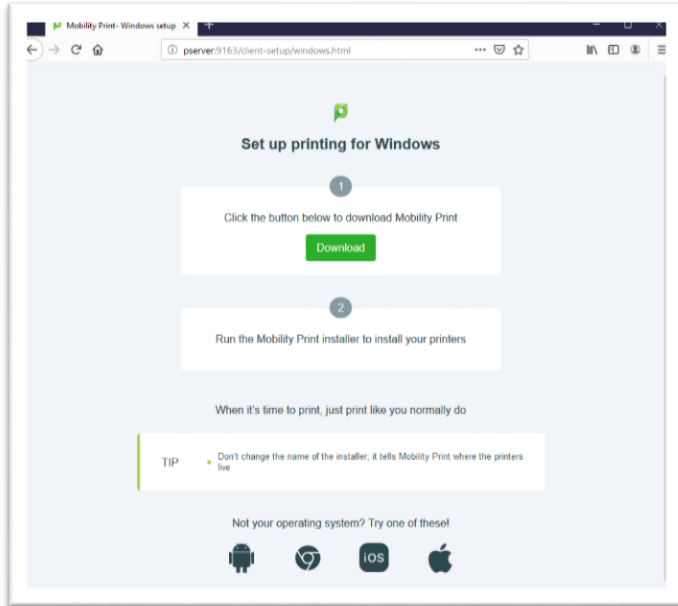 Mobility Print- Windows setup
pserver:9163/client-setup/windows.html
Set up printing for Windows
1
Click the button below to download Mobility Print
Download
2
Run the Mobility Print installer to install your printers
When it's time to print, just print like you normally do
TIP
Don't change the name of the installer, it tells Mobility Print where the printers
live
Not your operating system? Try one of these!
iOS